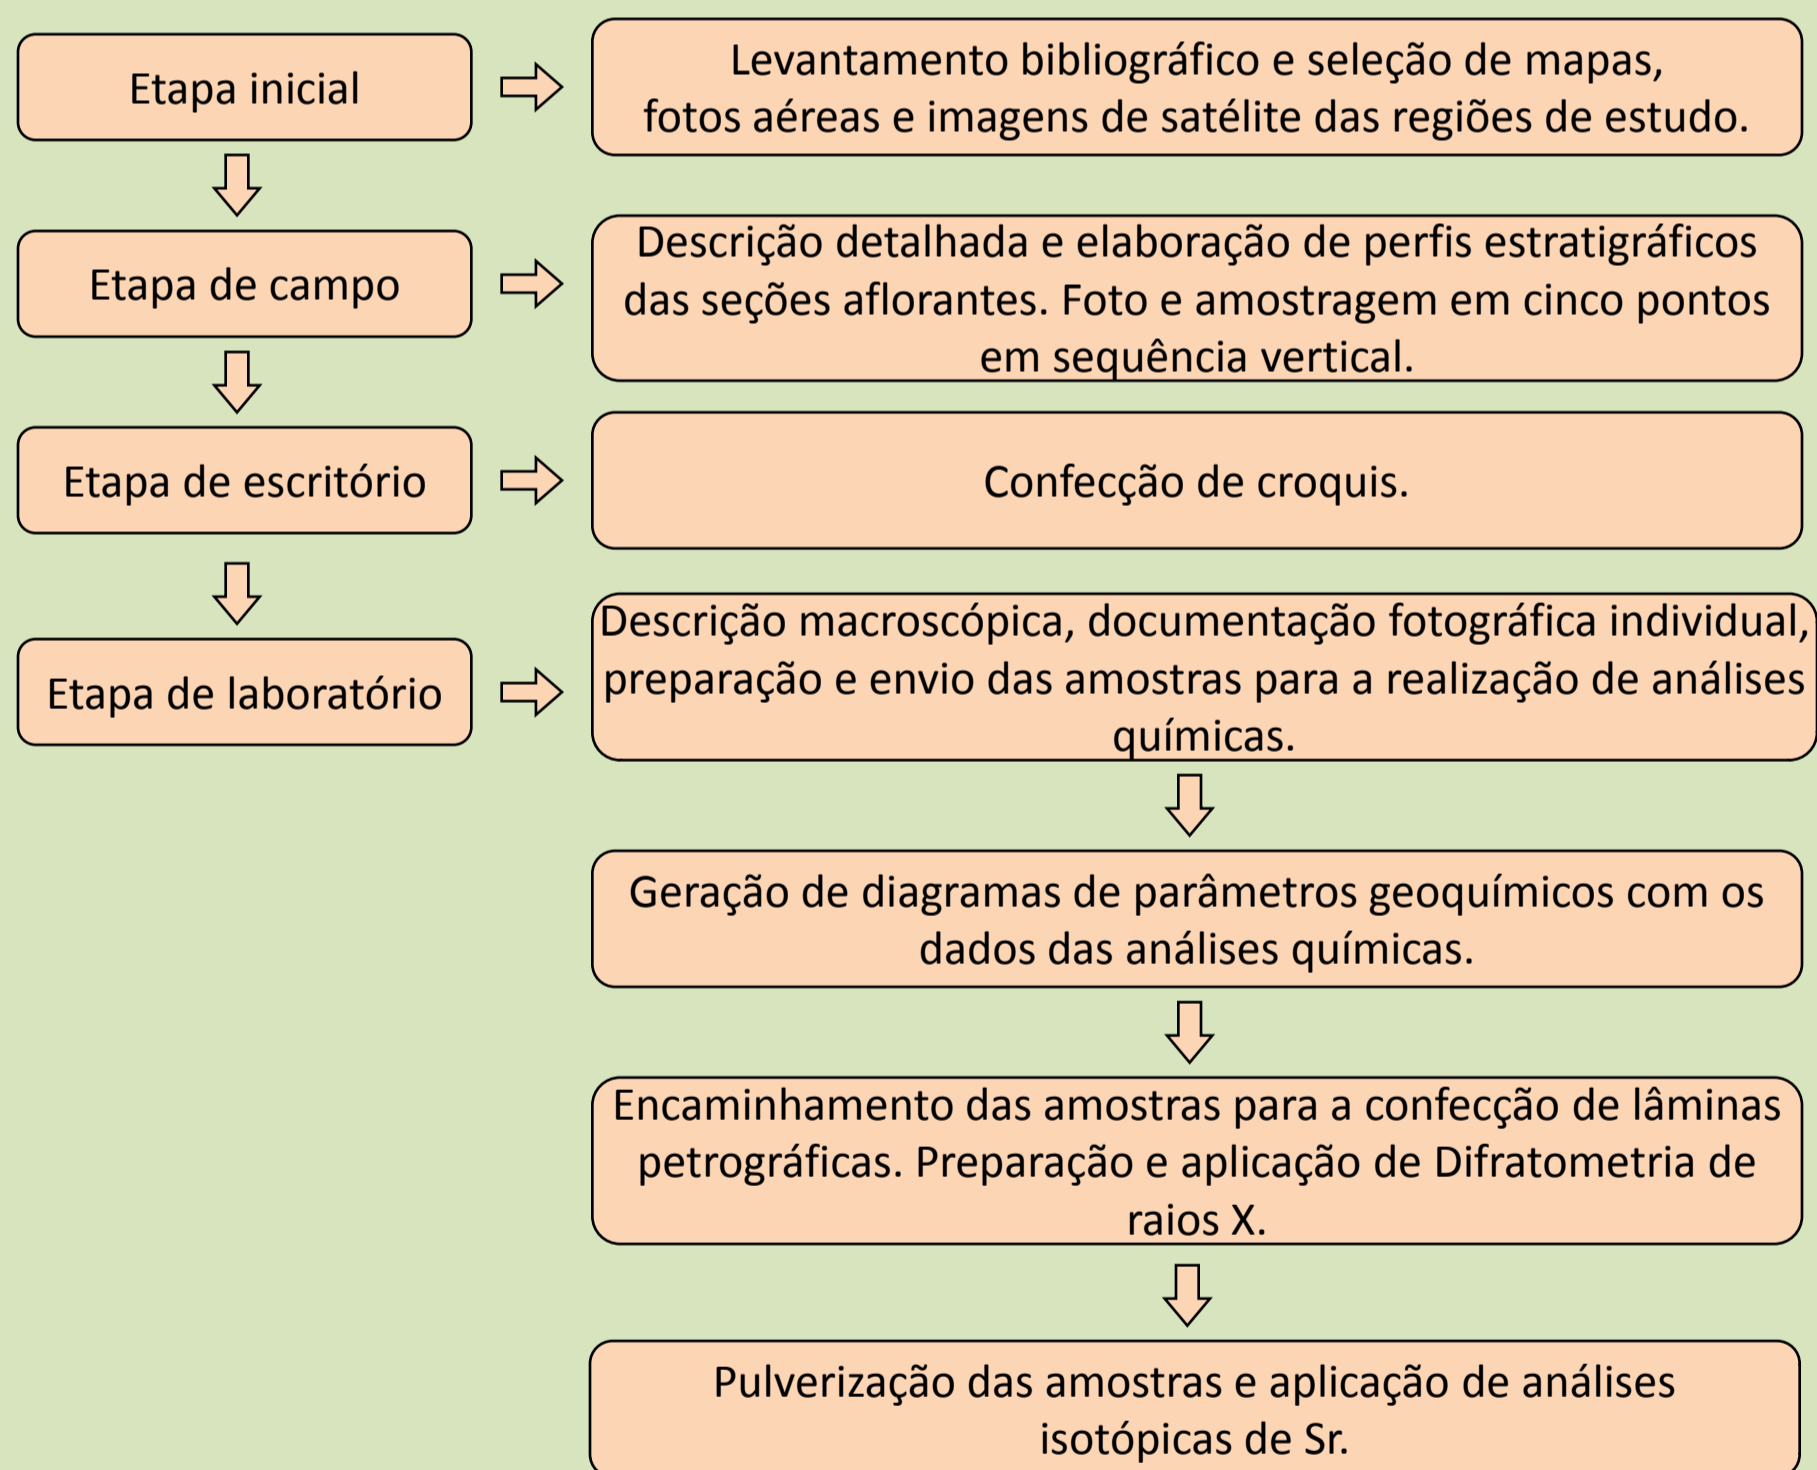 Etapa inicial
Levantamento bibliográfico e seleção de mapas,
fotos aéreas e imagens de satélite das regiões de estudo.
Etapa de campo
Descrição detalhada e elaboração de perfis estratigráficos
das seções aflorantes. Foto e amostragem em cinco pontos
em sequência vertical.
Etapa de escritório
Confecção de croquis.
Etapa de laboratório
Descrição macroscópica, documentação fotográfica individual,
preparação e envio das amostras para a realização de análises
químicas.
Geração de diagramas de parâmetros geoquímicos com os
dados das análises químicas.
Encaminhamento das amostras para a confecção de lâminas
petrográficas. Preparação e aplicação de Difratometria de
raios X.
Pulverização das amostras e aplicação de análises
isotópicas de Sr.